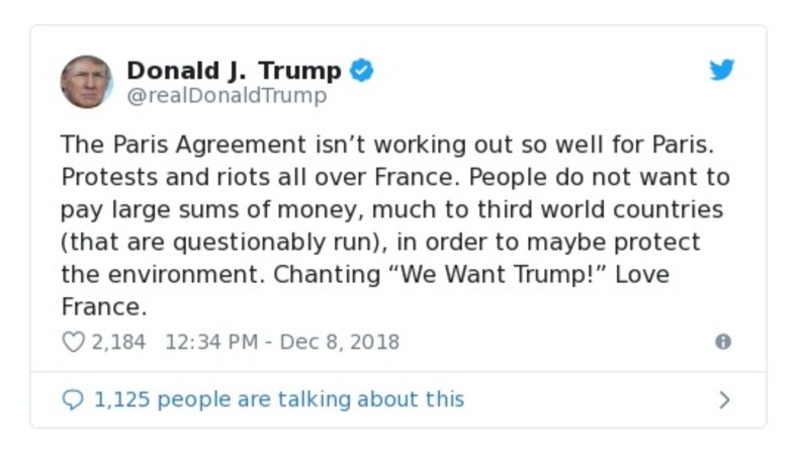 Donald J. Trump
@realDonaldTrump
The Paris Agreement isn’t working out so well for Paris.
Protests and riots all over France. People do not want to
pay large sums of money, much to third world countries
(that are questionably run), in order to maybe protect
the environment. Chanting “We Want Trump!” Love
France.
2,184 12:34 PM - Dec 8, 2018
1,125 people are talking about this